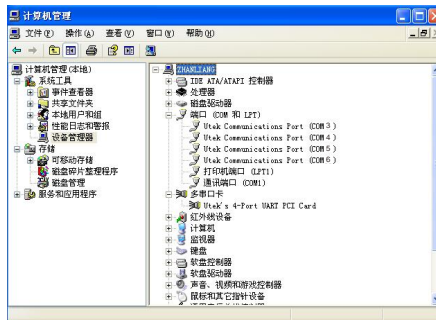 计算机管理
文件(F) 操作(A) 查看(V) 窗口(W) 帮助(H)
计算机管理(本地)
系统工具
事件查看器
共享文件夹
本地用户和组
性能日志和警报
设备管理器
存储
可移动存储
磁盘碎片整理程序
磁盘管理
服务和应用程序
ZHANLIANG
IDE ATA/ATAPI 控制器
处理器
磁盘驱动器
端口 (COM 和 LPT)
Utek Communications Port (COM3)
Utek Communications Port (COM4)
Utek Communications Port (COM5)
Utek Communications Port (COM6)
打印机端口 (LPT1)
通讯端口 (COM1)
多串口卡
Utek's 4-Port UART PCI Card
红外线设备
计算机
监视器
键盘
软盘控制器
软盘驱动器
声音、视频和游戏控制器
鼠标和其它指针设备